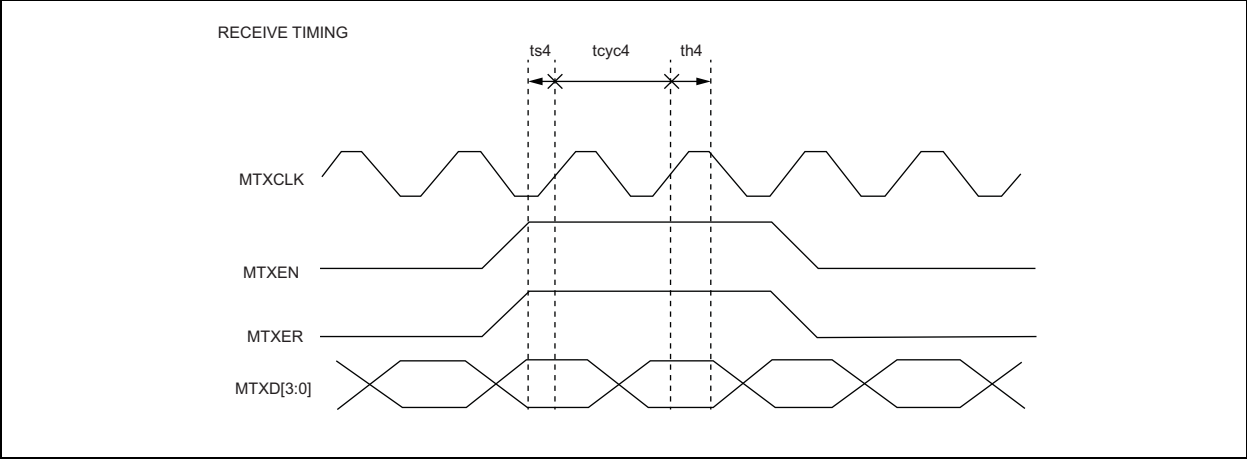 RECEIVE TIMING
ts4 tcyc4 th4
MTXCLK
MTXEN
MTXER
MTXD[3:0]